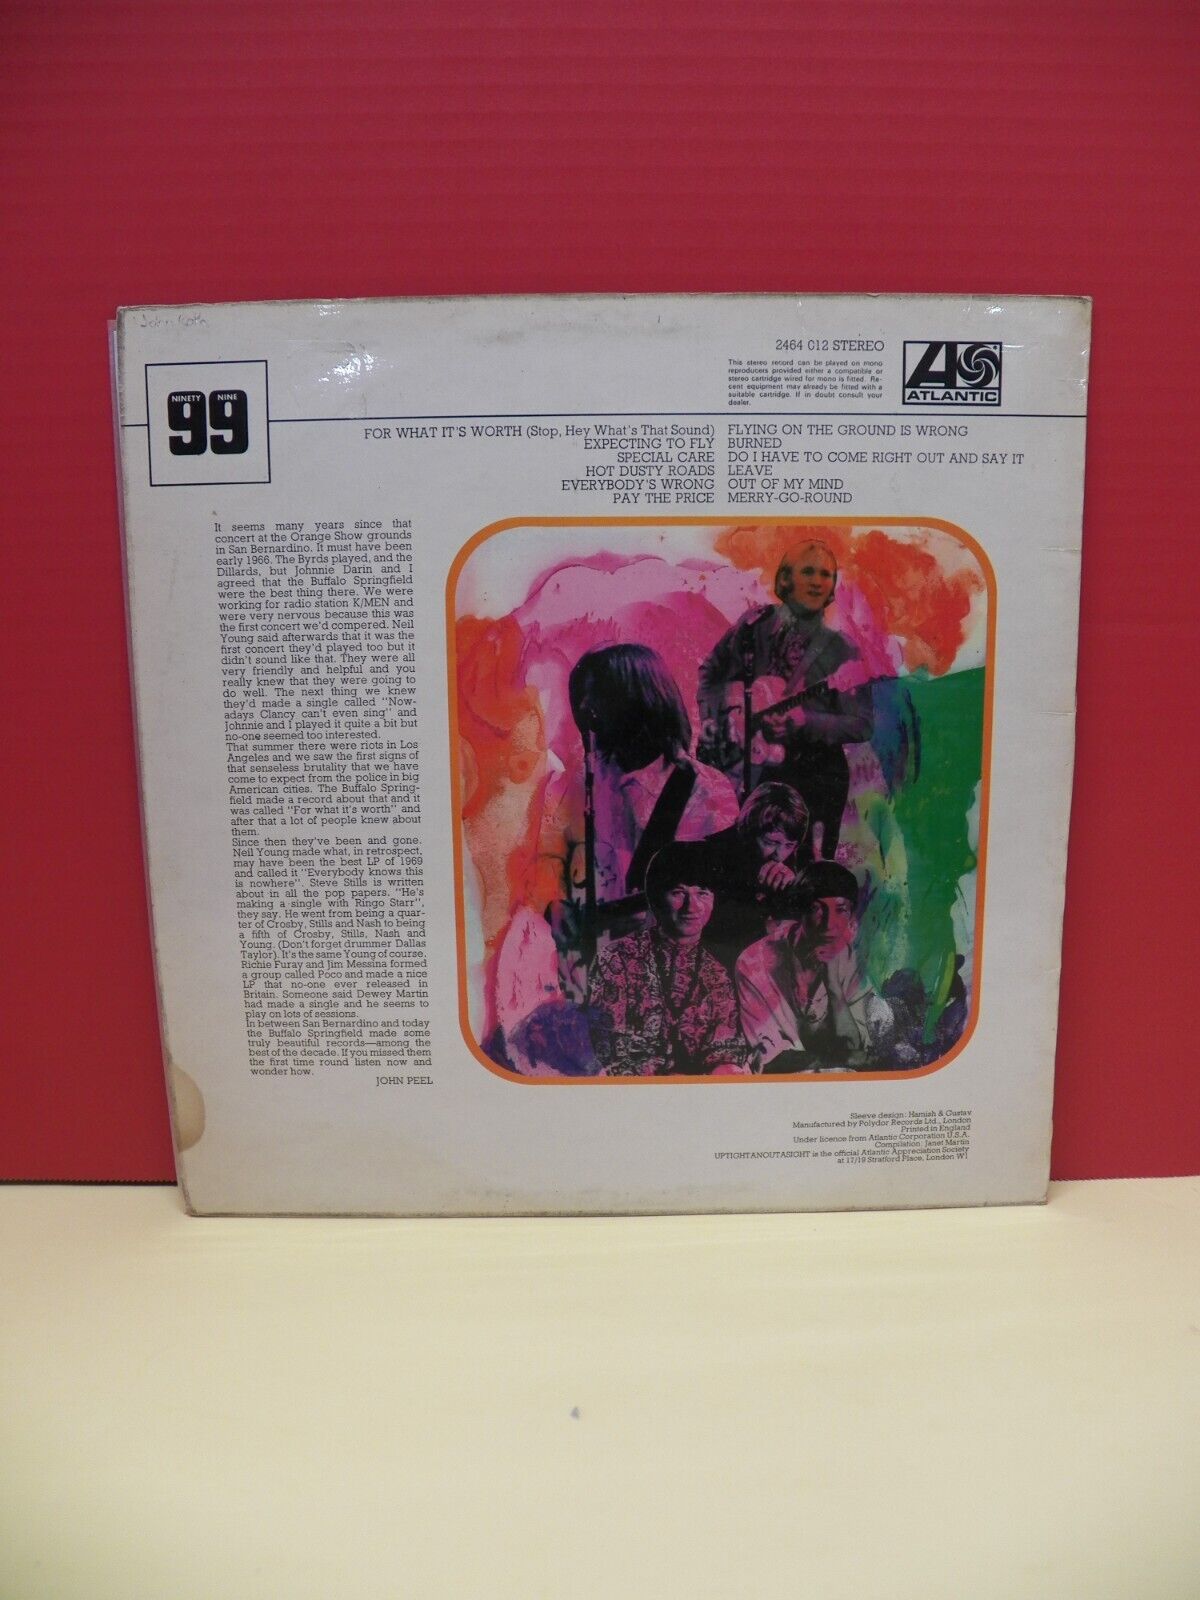 2464 012 STEREO
This stereo record can be played on mono
reproducers provided either a compatible or
stereo cartridge wired for mono is fitted. Re-
cent equipment may already be fitted with a
suitable cartridge. If in doubt consult your
dealer.
ATLANTIC
NINETY NINE
99
FOR WHAT IT'S WORTH (Stop, Hey What's That Sound)
EXPECTING TO FLY
SPECIAL CARE
HOT DUSTY ROADS
EVERYBODY'S WRONG
PAY THE PRICE
FLYING ON THE GROUND IS WRONG
BURNED
DO I HAVE TO COME RIGHT OUT AND SAY IT
LEAVE
OUT OF MY MIND
MERRY-GO-ROUND
It seems many years since that
concert at the Orange Show grounds
in San Bernardino. It must have been
early 1966. The Byrds played, and the
Dillards, but Johnnie Darin and I
agreed that the Buffalo Springfield
were the best thing there. We were
working for radio station K/MEN and
were very nervous because this was
the first concert we'd compered. Neil
Young said afterwards that it was the
first concert they'd played too but it
didn't sound like that. They were all
very friendly and helpful and you
really knew that they were going to
do well. The next thing we knew
they'd made a single called "Now-
adays Clancy can't even sing" and
Johnnie and I played it quite a bit but
no-one seemed too interested.
That summer there were riots in Los
Angeles and we saw the first signs of
that senseless brutality that we have
come to expect from the police in big
American cities. The Buffalo Spring-
field made a record about that and it
was called "For what it's worth" and
after that a lot of people knew about
them.
Since then they've been and gone.
Neil Young made what, in retrospect,
may have been the best LP of 1969
and called it "Everybody knows this
is nowhere". Steve Stills is written
about in all the pop papers. "He's
making a single with Ringo Starr",
they say. He went from being a quar-
ter of Crosby, Stills and Nash to being
a fifth of Crosby, Stills, Nash and
Young. (Don't forget drummer Dallas
Taylor). It's the same Young of course.
Richie Furay and Jim Messina formed
a group called Poco and made a nice
LP that no-one ever released in
Britain. Someone said Dewey Martin
had made a single and he seems to
play on lots of sessions.
In between San Bernardino and today
the Buffalo Springfield made some
truly beautiful records—among the
best of the decade. If you missed them
the first time round listen now and
wonder how.
JOHN PEEL
Sleeve design: Hamish & Gustav
Manufactured by Polydor Records Ltd., London
Printed in England
Under licence from Atlantic Corporation U.S.A.
Compilation: Janet Martin
UPTIGHTANOUTASIGHT is the official Atlantic Appreciation Society
at 17/19 Stratford Place, London W1